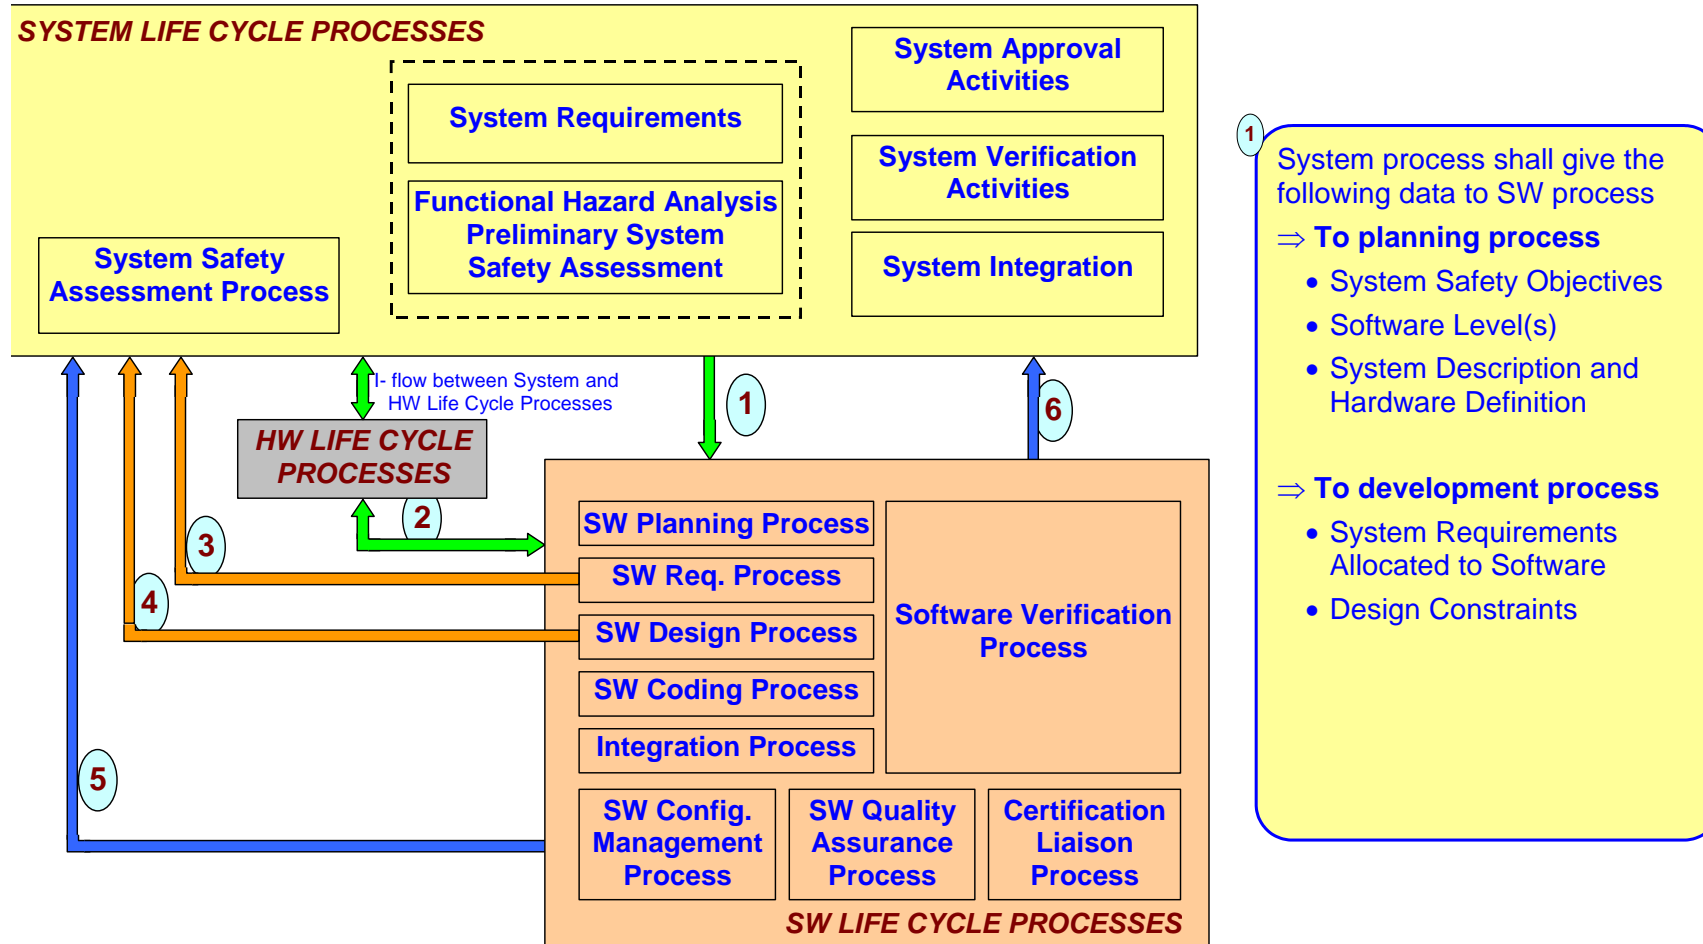 SYSTEM LIFE CYCLE PROCESSES
System Approval
Activities
System Requirements
System Verification
Activities
Functional Hazard Analysis
Preliminary System
Safety Assessment
System Integration
System Safety
Assessment Process
I- flow between System and
HW Life Cycle Processes
1
6
HW LIFE CYCLE
PROCESSES
2
3
4
5
SW Planning Process
SW Req. Process
SW Design Process
SW Coding Process
Integration Process
Software Verification
Process
SW Config.
Management
Process
SW Quality
Assurance
Process
Certification
Liaison
Process
SW LIFE CYCLE PROCESSES
1
System process shall give the
following data to SW process
⇒ To planning process
• System Safety Objectives
• Software Level(s)
• System Description and
Hardware Definition
⇒ To development process
• System Requirements
Allocated to Software
• Design Constraints